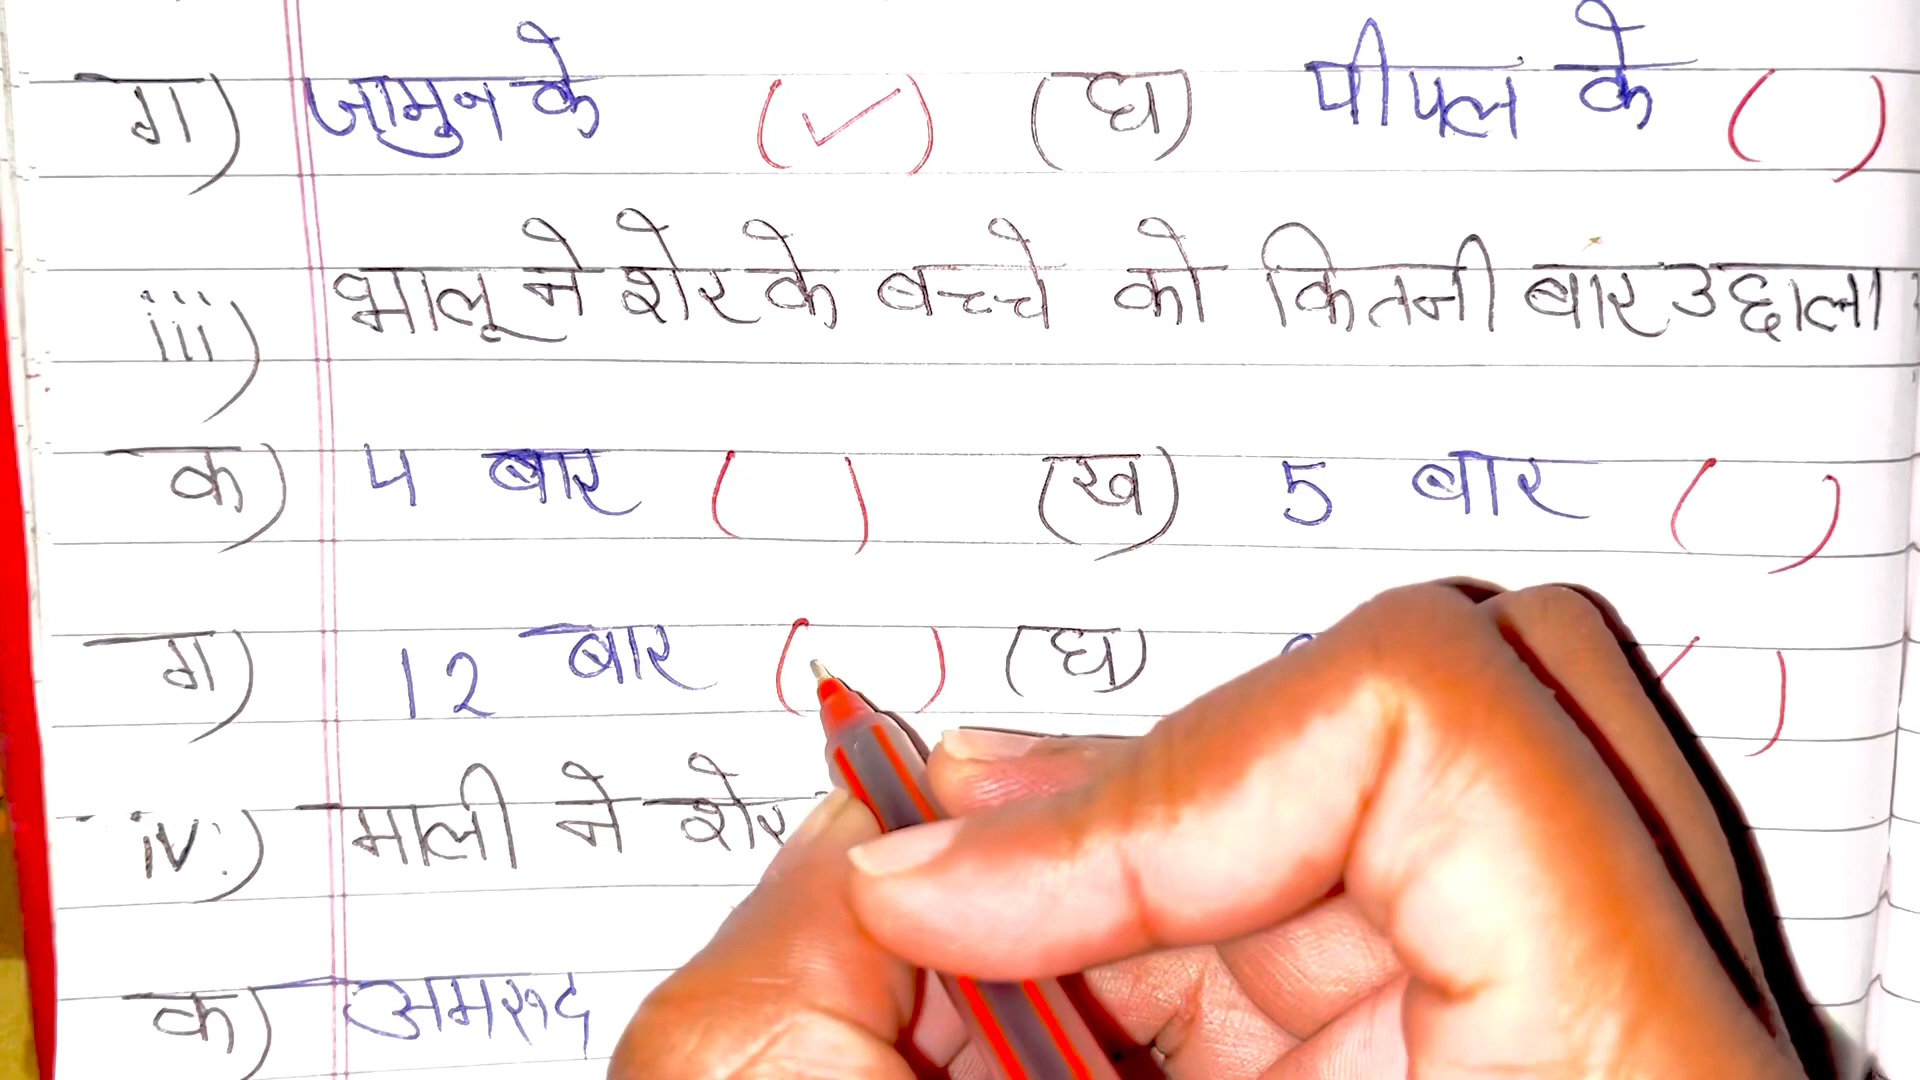 ग) जामुन के (✓) (घ) पीपल के ( )
iii) भालू ने शेर के बच्चे को कितनी बार उछाला
क) 4 बार ( ) (ख) 5 बार ( )
ग) 12 बार ( ) (घ) ( )
iv) माली ने शेर
क) अमरूद